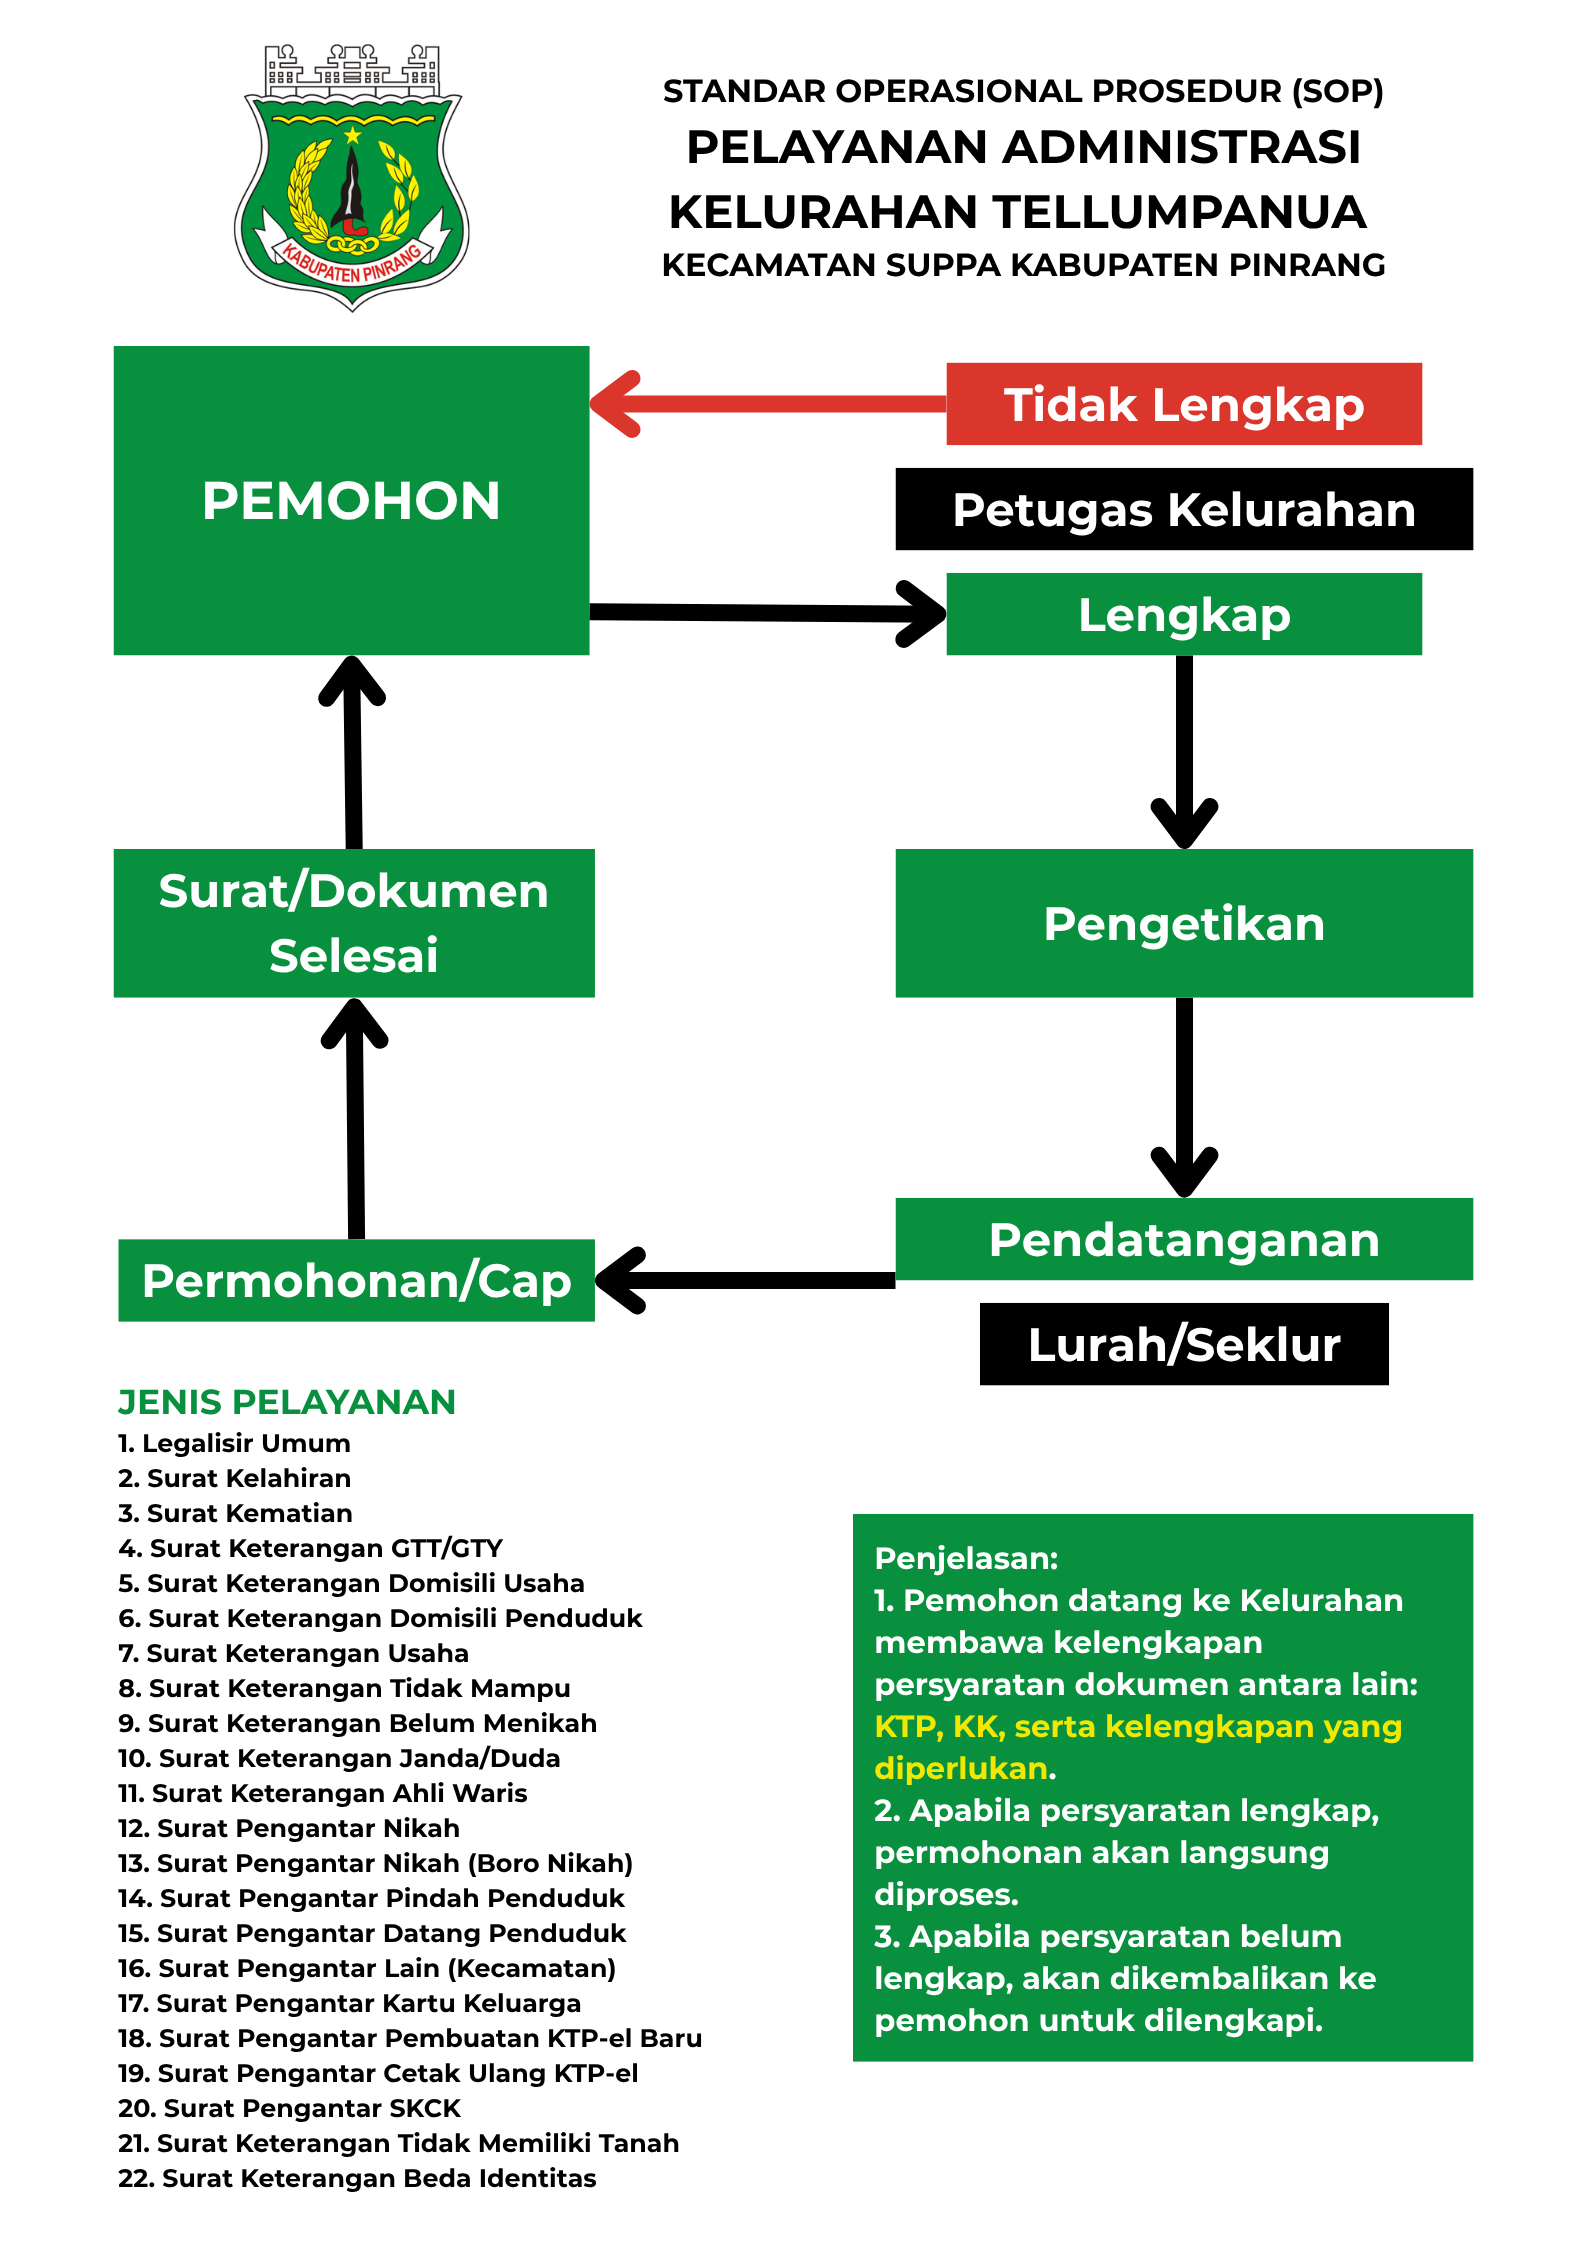 KABUPATEN PINRANG
STANDAR OPERASIONAL PROSEDUR (SOP)
PELAYANAN ADMINISTRASI
KELURAHAN TELLUMPANUA
KECAMATAN SUPPA KABUPATEN PINRANG
PEMOHON
Tidak Lengkap
Petugas Kelurahan
Lengkap
Surat/Dokumen
Selesai
Pengetikan
Pendatanganan
Permohonan/Cap
Lurah/Seklur
JENIS PELAYANAN
1. Legalisir Umum
2. Surat Kelahiran
3. Surat Kematian
4. Surat Keterangan GTT/GTY
5. Surat Keterangan Domisili Usaha
6. Surat Keterangan Domisili Penduduk
7. Surat Keterangan Usaha
8. Surat Keterangan Tidak Mampu
9. Surat Keterangan Belum Menikah
10. Surat Keterangan Janda/Duda
11. Surat Keterangan Ahli Waris
12. Surat Pengantar Nikah
13. Surat Pengantar Nikah (Boro Nikah)
14. Surat Pengantar Pindah Penduduk
15. Surat Pengantar Datang Penduduk
16. Surat Pengantar Lain (Kecamatan)
17. Surat Pengantar Kartu Keluarga
18. Surat Pengantar Pembuatan KTP-el Baru
19. Surat Pengantar Cetak Ulang KTP-el
20. Surat Pengantar SKCK
21. Surat Keterangan Tidak Memiliki Tanah
22. Surat Keterangan Beda Identitas
Penjelasan:
1. Pemohon datang ke Kelurahan
membawa kelengkapan
persyaratan dokumen antara lain:
KTP, KK, serta kelengkapan yang
diperlukan.
2. Apabila persyaratan lengkap,
permohonan akan langsung
diproses.
3. Apabila persyaratan belum
lengkap, akan dikembalikan ke
pemohon untuk dilengkapi.